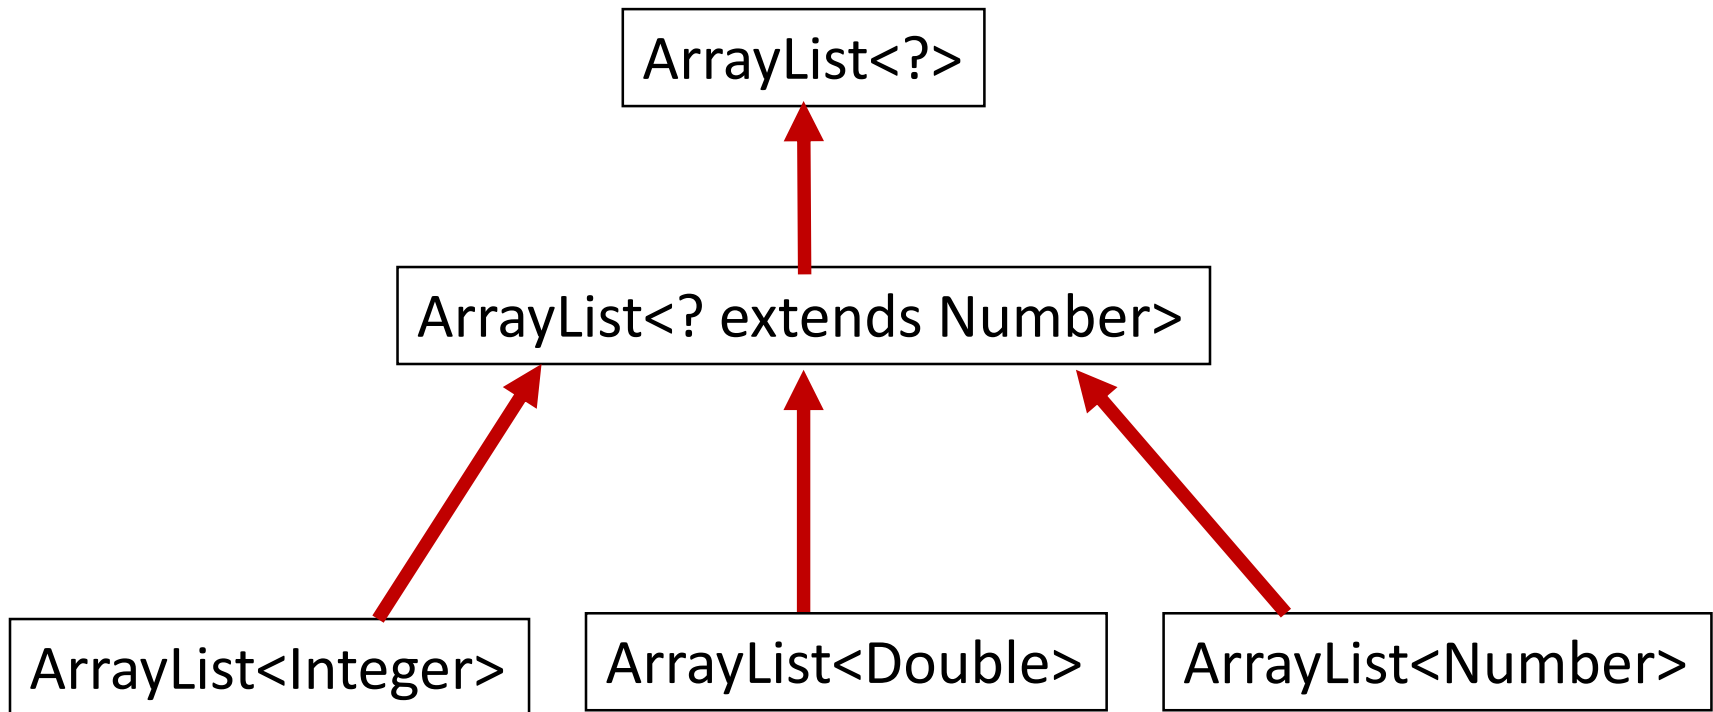 ArrayList<?>
ArrayList<? extends Number>
ArrayList<Integer>
ArrayList<Double>
ArrayList<Number>